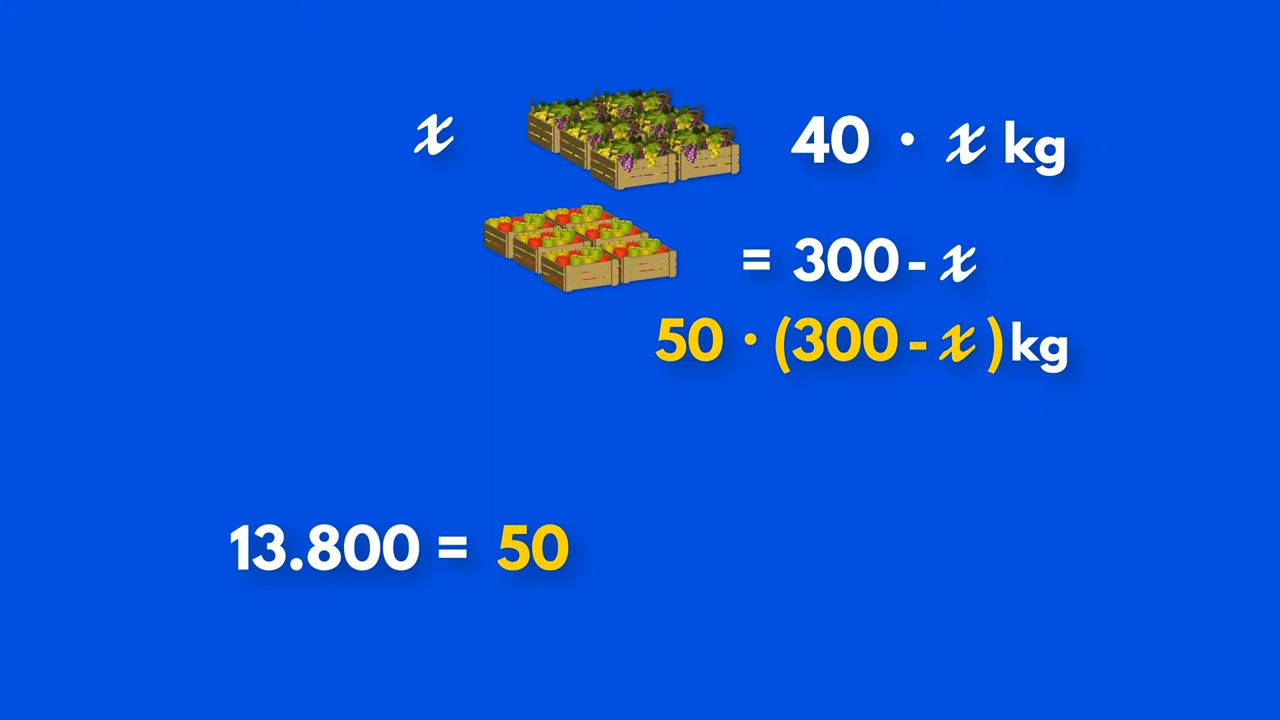 x 40 · x kg
= 300 - x
50 · (300 - x) kg
13.800 = 50